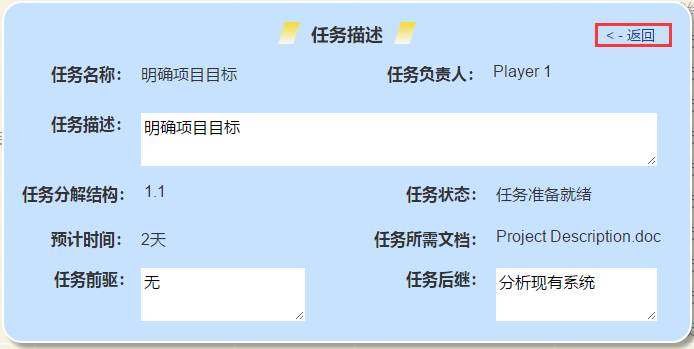 任务描述
< - 返回
任务名称： 明确项目目标 任务负责人： Player 1
任务描述： 明确项目目标
任务分解结构： 1.1 任务状态： 任务准备就绪
预计时间： 2天 任务所需文档： Project Description.doc
任务前驱： 无 任务后继： 分析现有系统